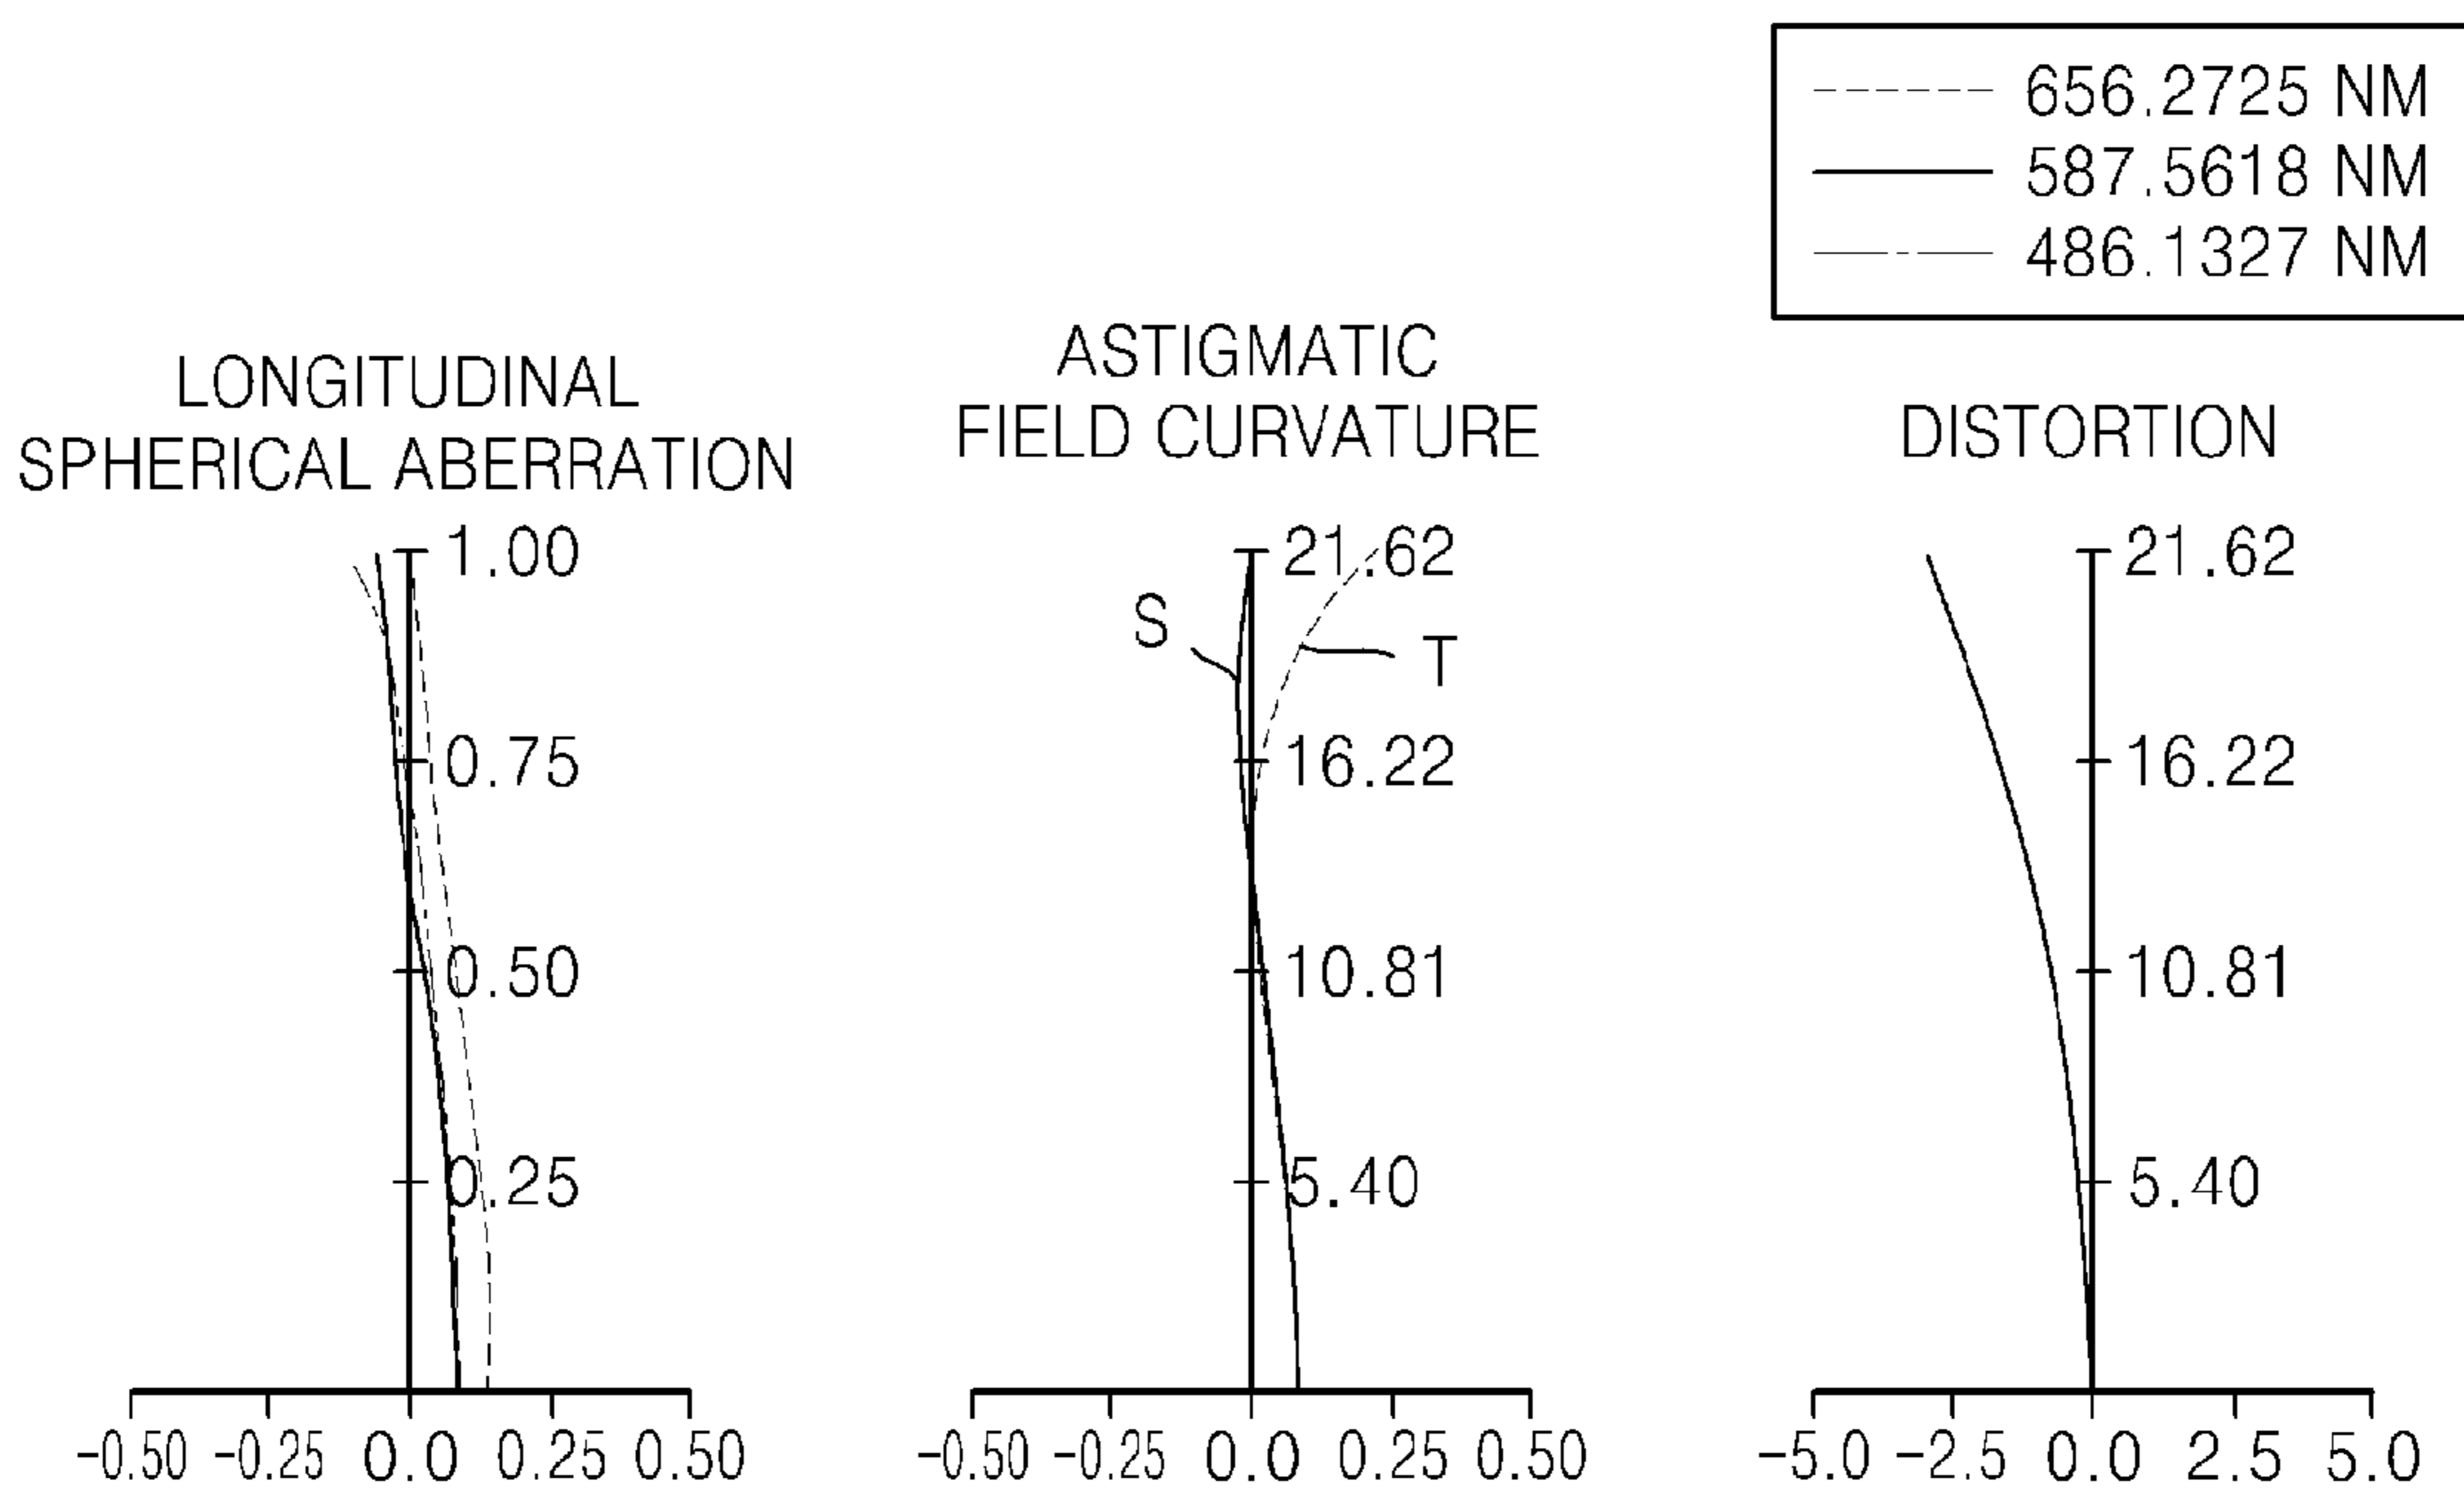 656.2725 NM
587.5618 NM
486.1327 NM
LONGITUDINAL
SPHERICAL ABERRATION
1.00
0.75
0.50
0.25
-0.50 -0.25 0.0 0.25 0.50
ASTIGMATIC
FIELD CURVATURE
21.62
S
T
16.22
10.81
5.40
-0.50 -0.25 0.0 0.25 0.50
DISTORTION
21.62
16.22
10.81
5.40
-5.0 -2.5 0.0 2.5 5.0